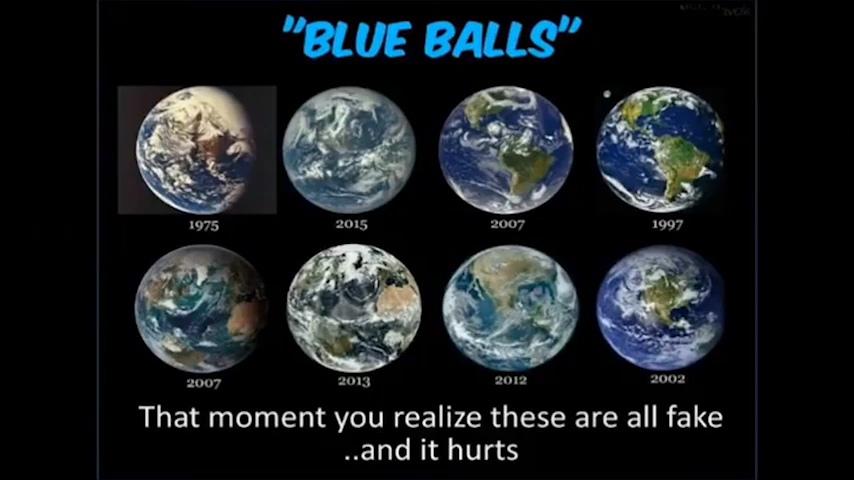 "BLUE BALLS"
1975 2015 2007 1997
2007 2013 2012 2002
That moment you realize these are all fake
..and it hurts